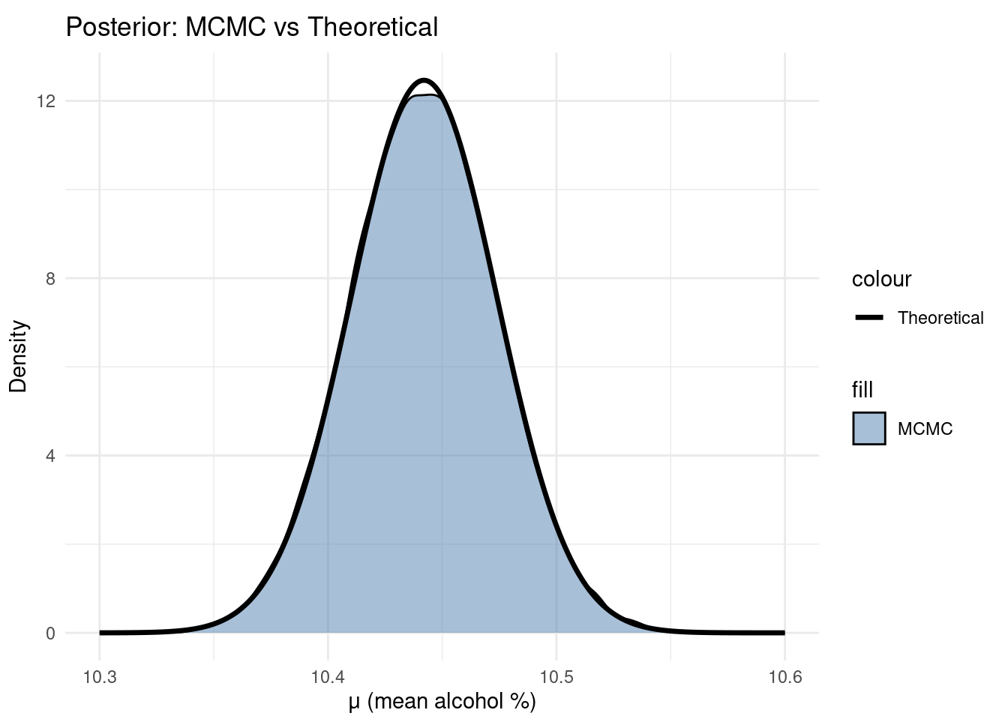 Posterior: MCMC vs Theoretical
12
8
4
0
Density
10.3
10.4
10.5
10.6
μ (mean alcohol %)
colour
Theoretical
fill
MCMC